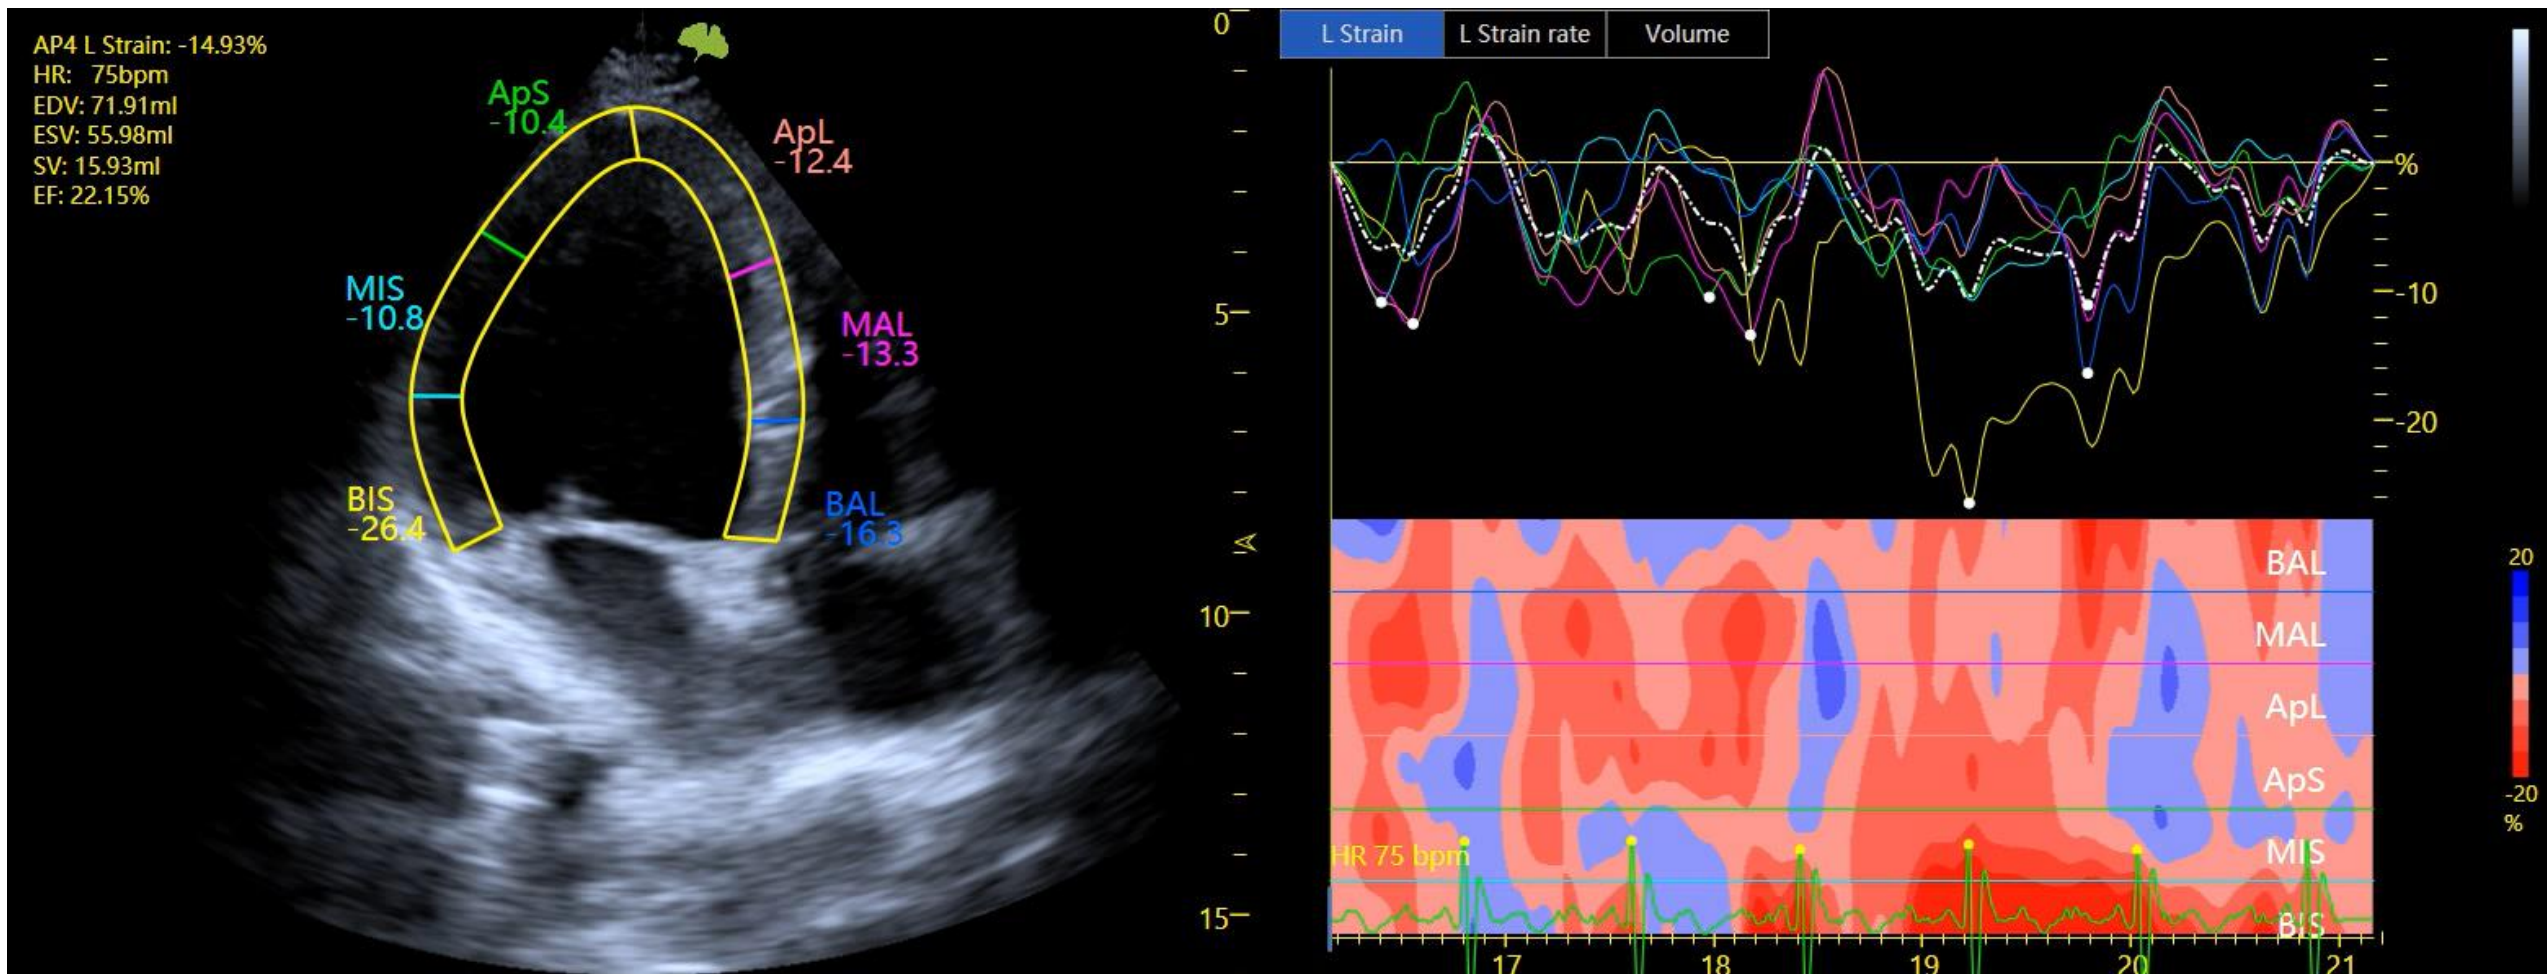 AP4 L Strain: -14.93%
HR: 75bpm
EDV: 71.91ml
ESV: 55.98ml
SV: 15.93ml
EF: 22.15%
ApS
-10.4
ApL
-12.4
MIS
-10.8
MAL
-13.3
BIS
-26.4
BAL
-16.3
0
5
10
15
L Strain
L Strain rate
Volume
%
-10
-20
BAL
MAL
ApL
ApS
MIS
BIS
HR 75 bpm
20
-20
%
17
18
19
20
21